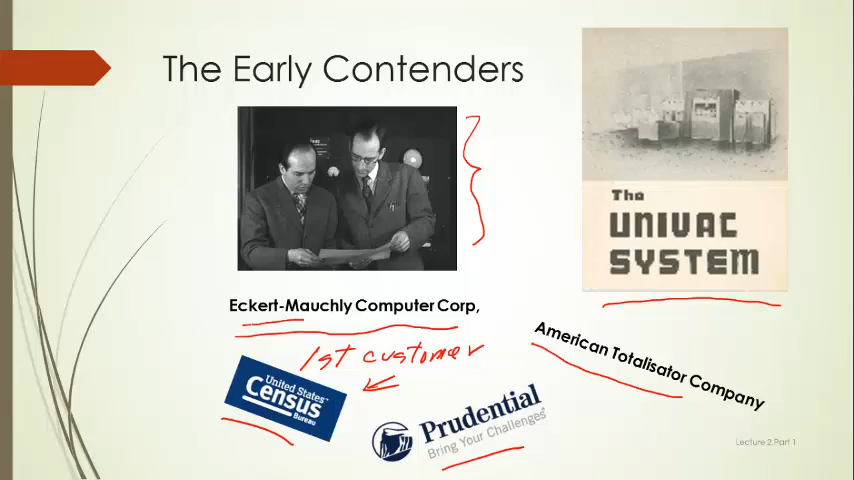 The Early Contenders
The
UNIVAC
SYSTEM
Eckert-Mauchly Computer Corp,
1st customer
American Totalisator Company
United States™
Census
Bureau
Prudential
Bring Your Challenges®
Lecture 2 Part 1